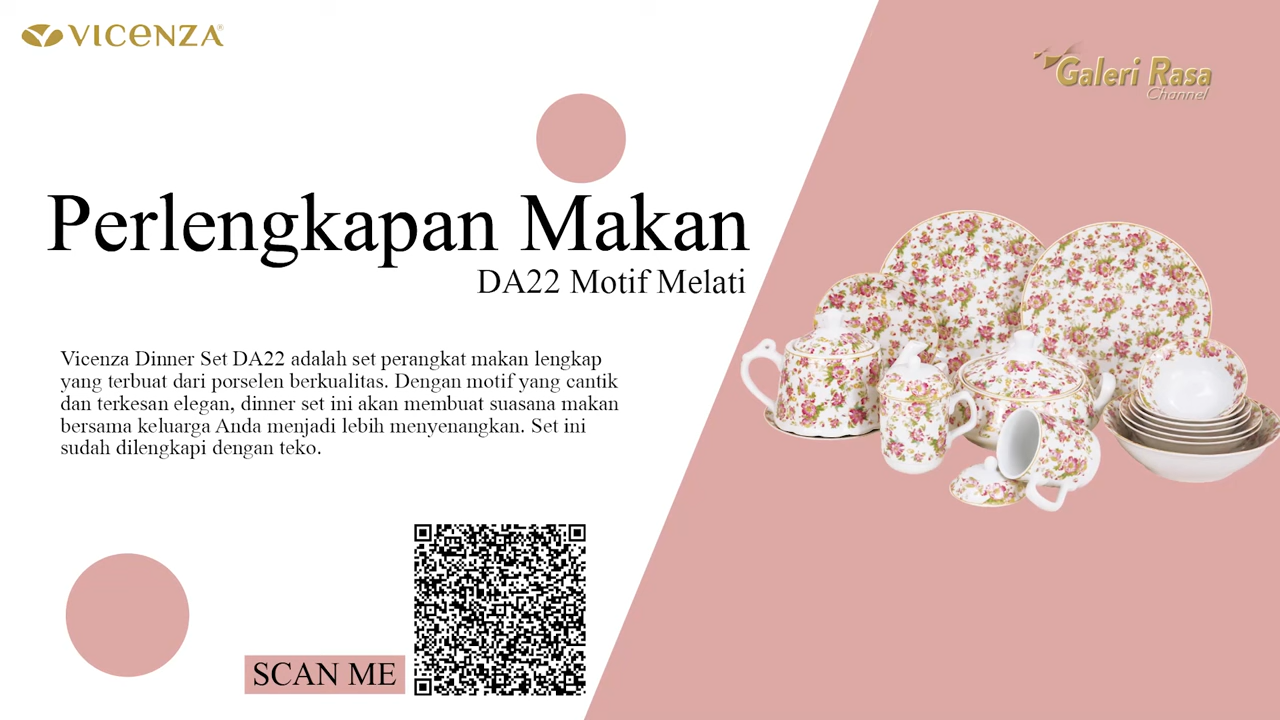 VICENZA
Galeri Rasa
Channel
Perlengkapan Makan
DA22 Motif Melati
Vicenza Dinner Set DA22 adalah set perangkat makan lengkap
yang terbuat dari porselen berkualitas. Dengan motif yang cantik
dan terkesan elegan, dinner set ini akan membuat suasana makan
bersama keluarga Anda menjadi lebih menyenangkan. Set ini
sudah dilengkapi dengan teko.
SCAN ME